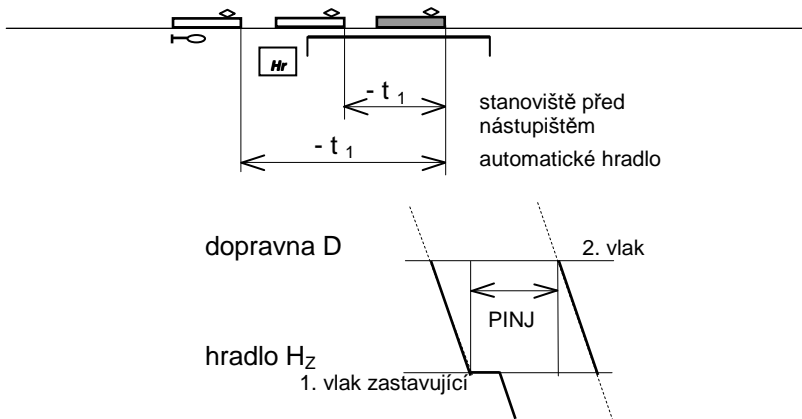 Hr
- t 1
stanoviště před
nástupištěm
- t 1
automatické hradlo
dopravna D
2. vlak
PINJ
hradlo HZ
1. vlak zastavující